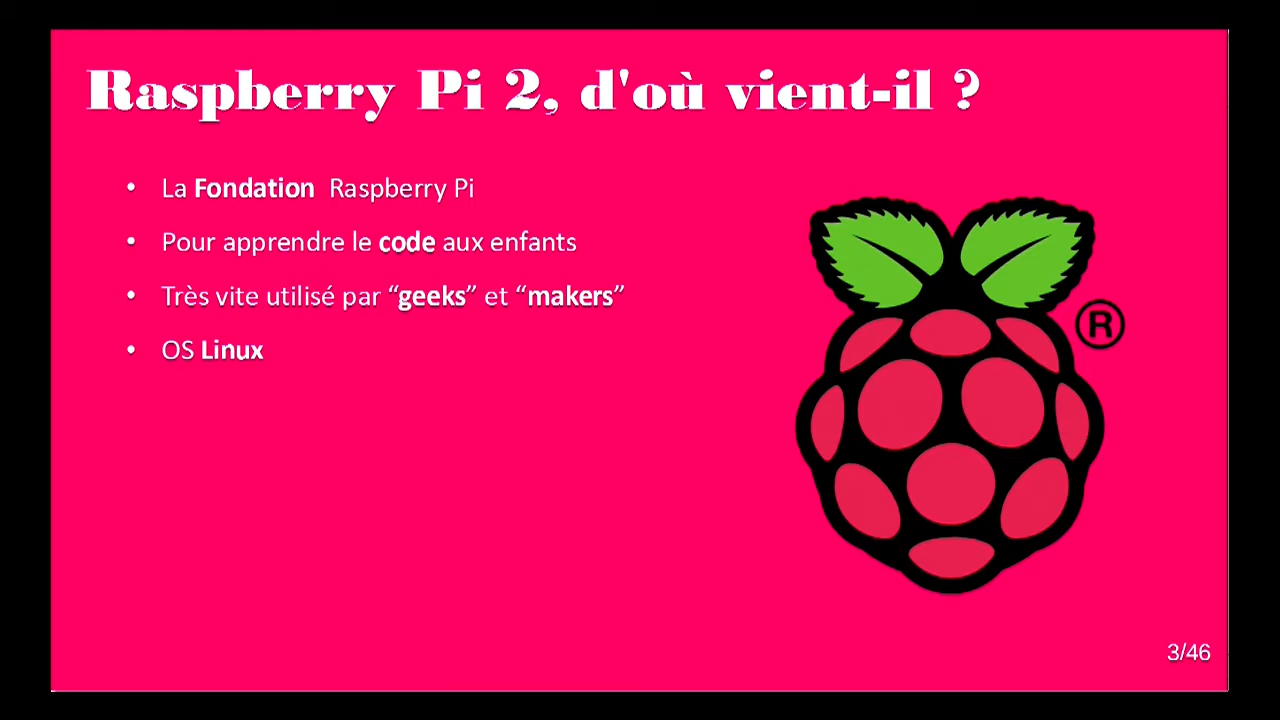 Raspberry Pi 2, d'où vient-il ?
• La Fondation Raspberry Pi
• Pour apprendre le code aux enfants
• Très vite utilisé par “geeks” et “makers”
• OS Linux
®
3/46